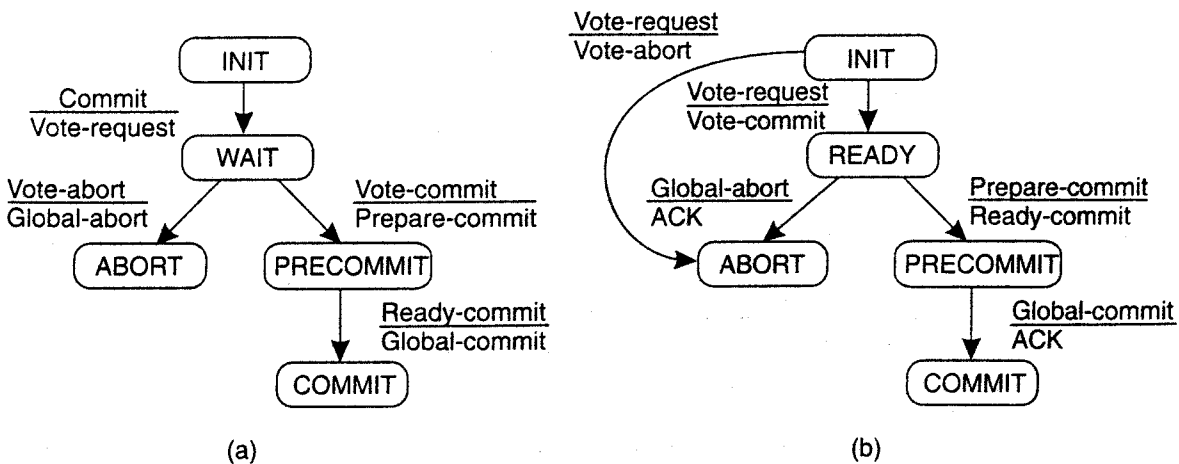 INIT
Commit
Vote-request
WAIT
Vote-abort
Global-abort
Vote-commit
Prepare-commit
ABORT
PRECOMMIT
Ready-commit
Global-commit
COMMIT
(a)
Vote-request
Vote-abort
INIT
Vote-request
Vote-commit
READY
Global-abort
ACK
Prepare-commit
Ready-commit
ABORT
PRECOMMIT
Global-commit
ACK
COMMIT
(b)